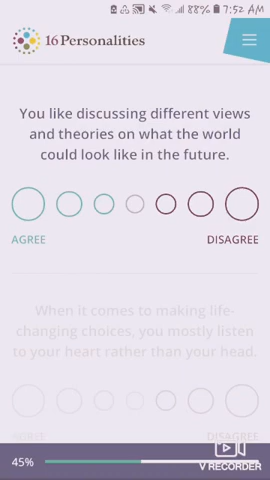 88% 7:52 AM
16Personalities
You like discussing different views
and theories on what the world
could look like in the future.
AGREE DISAGREE
When it comes to making life-
changing choices, you mostly listen
to your heart rather than your head.
AGREE DISAGREE
45%
V RECORDER